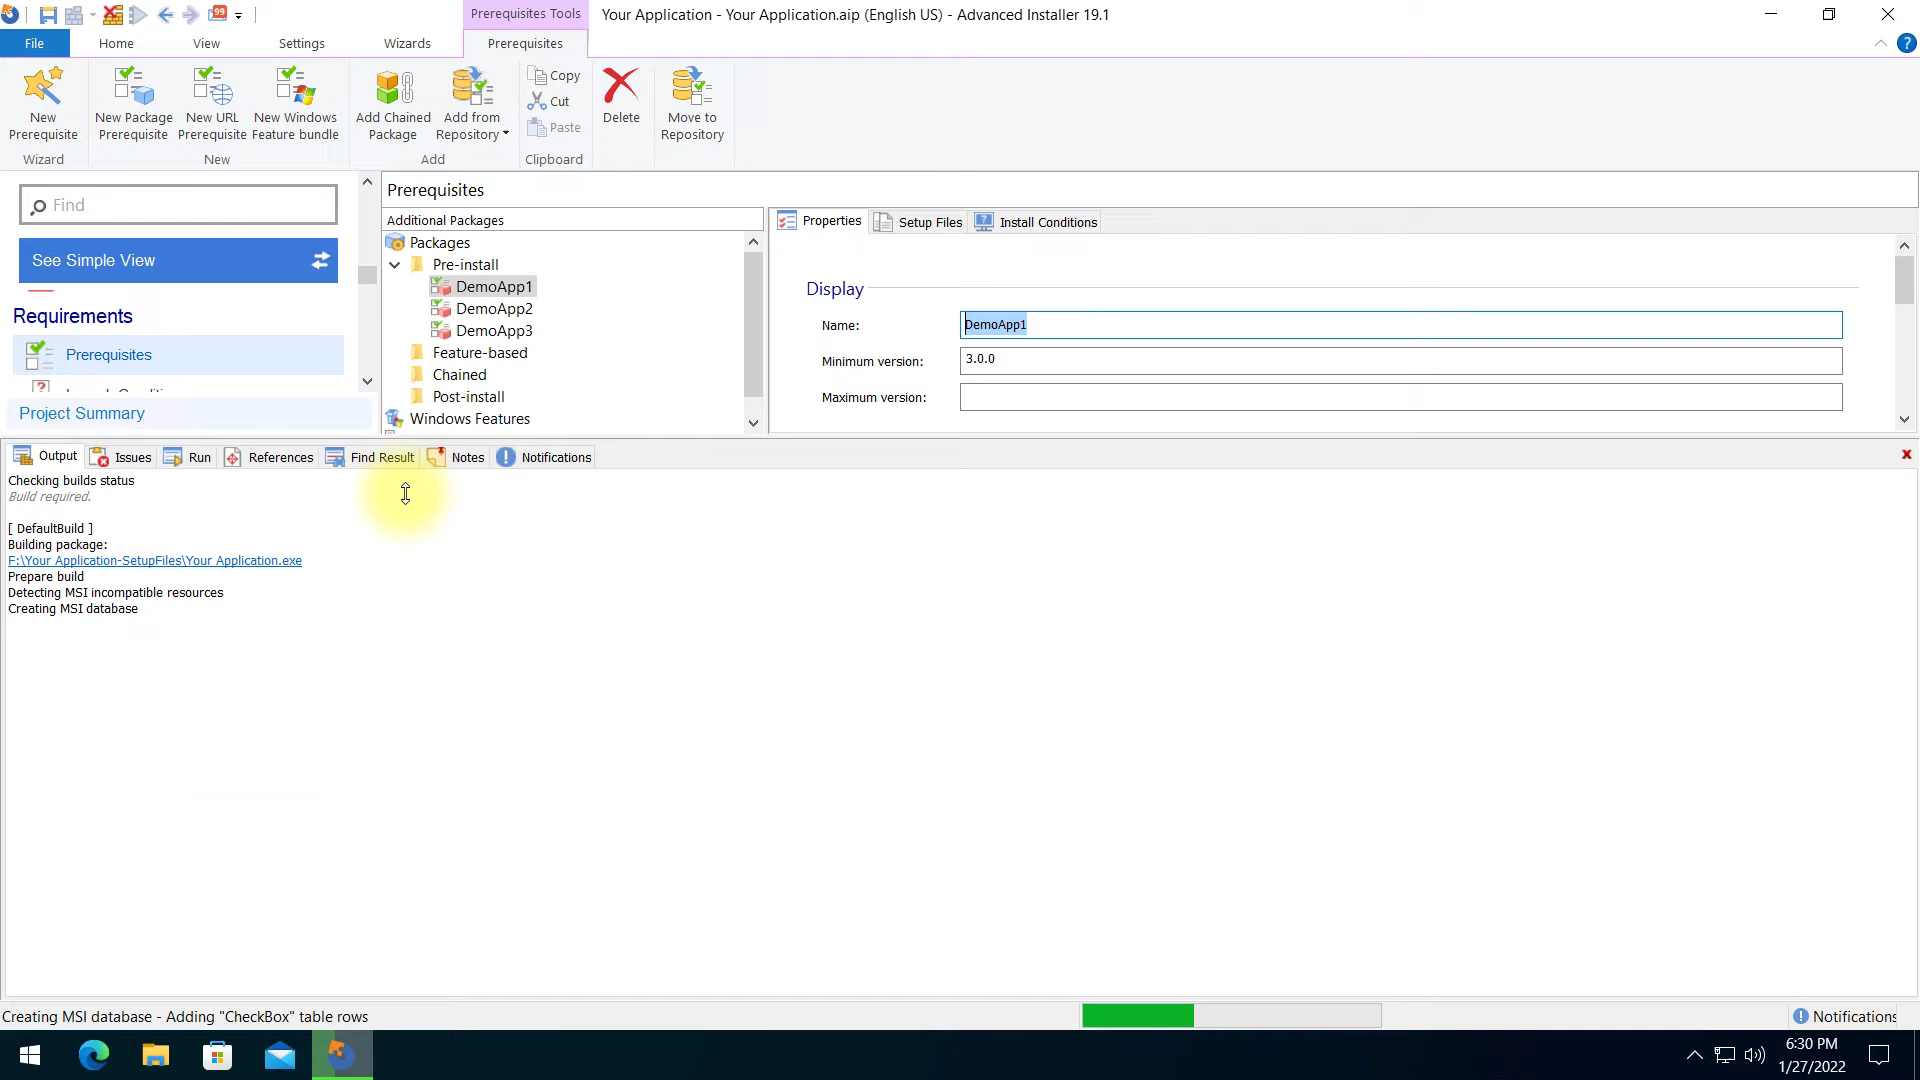 99
Prerequisites Tools
Your Application - Your Application.aip (English US) - Advanced Installer 19.1
File
Home
View
Settings
Wizards
Prerequisites
?
New Prerequisite
New Package Prerequisite
New URL Prerequisite
New Windows Feature bundle
Add Chained Package
Add from Repository
Copy
Cut
Paste
Delete
Move to Repository
Wizard
New
Add
Clipboard
Find
See Simple View
Requirements
Prerequisites
Project Summary
Prerequisites
Additional Packages
Packages
Pre-install
DemoApp1
DemoApp2
DemoApp3
Feature-based
Chained
Post-install
Windows Features
Properties
Setup Files
Install Conditions
Display
Name:
DemoApp1
Minimum version:
3.0.0
Maximum version:
Output
Issues
Run
References
Find Result
Notes
Notifications
Checking builds status
Build required.
[ DefaultBuild ]
Building package:
F:\Your Application-SetupFiles\Your Application.exe
Prepare build
Detecting MSI incompatible resources
Creating MSI database
Creating MSI database - Adding "CheckBox" table rows
Notifications
6:30 PM
1/27/2022